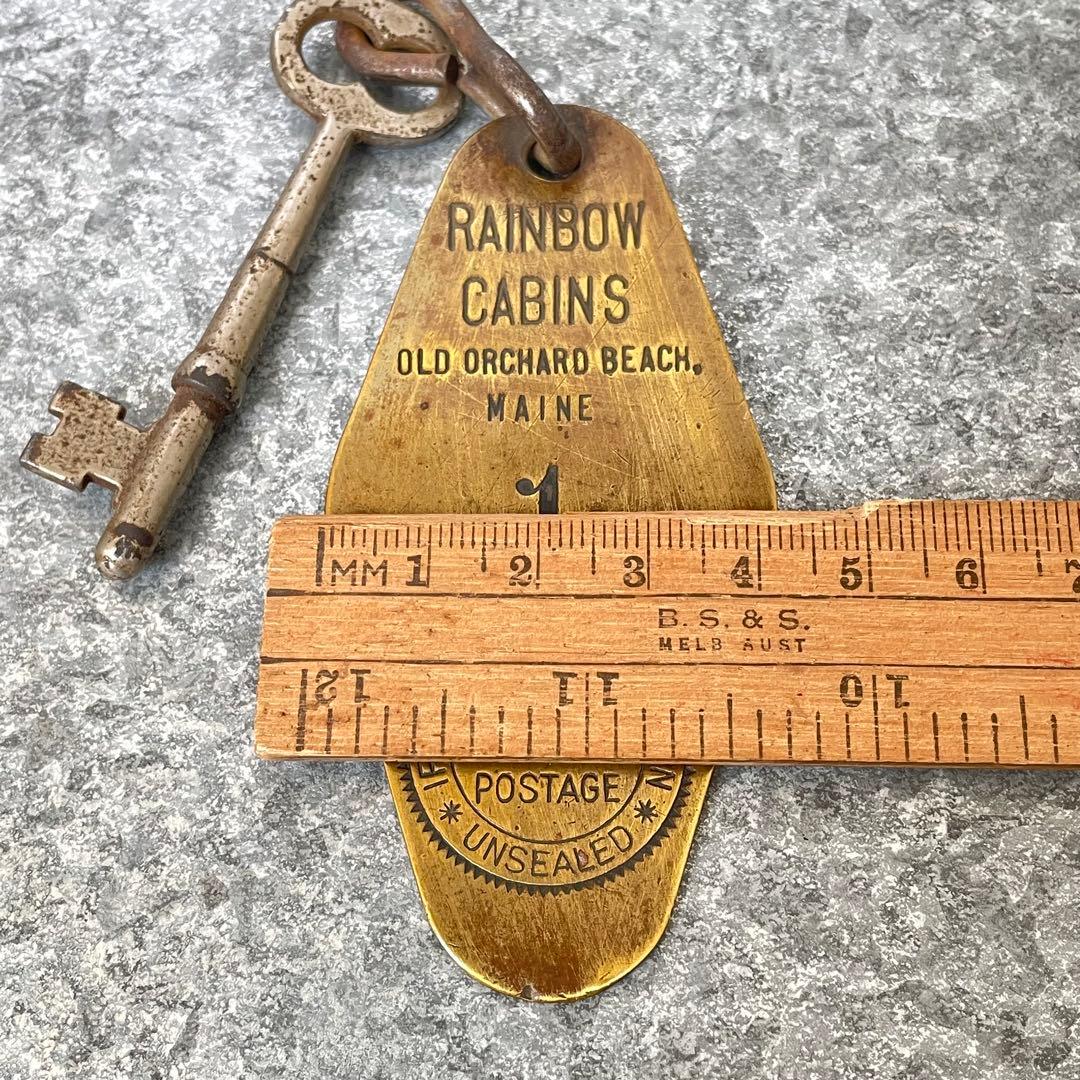 RAINBOW
CABINS
OLD ORCHARD BEACH,
MAINE
1
MM 1 2 3 4 5 6 7
B. S. & S.
MELB AUST
12 11 10
POSTAGE
UNSEALED